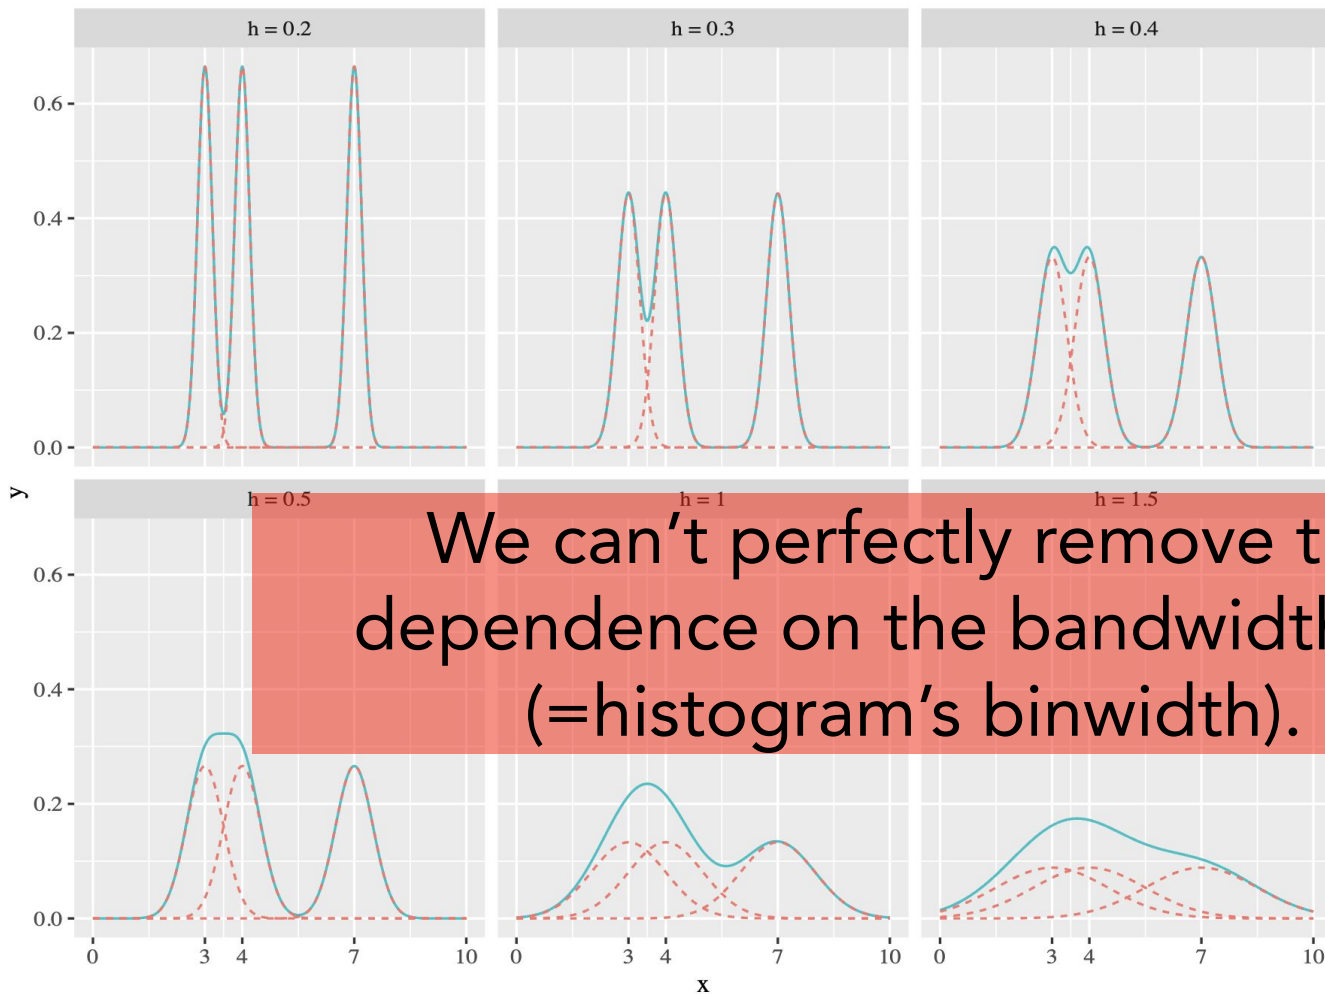 h = 0.2 h = 0.3 h = 0.4
0.6
0.4
0.2
0.0
y
h = 0.5 h = 1 h = 1.5
We can't perfectly remove t
dependence on the bandwidth
(=histogram's binwidth).
0.6
0.4
0.2
0.0
0 3 4 7 10 0 3 4 7 10 0 3 4 7 10
x